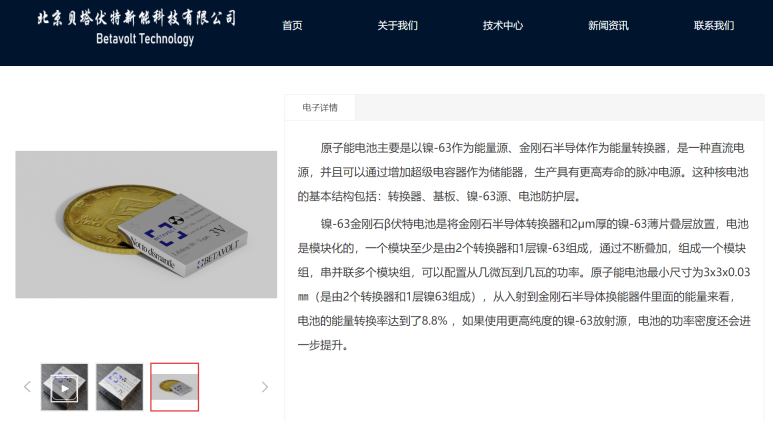 北京贝塔伏特新能科技有限公司
Betavolt Technology
首页 关于我们 技术中心 新闻资讯 联系我们
电子详情
原子能电池主要是以镍-63作为能量源、金刚石半导体作为能量转换器，是一种直流电
源，并且可以通过增加超级电容器作为储能器，生产具有更高寿命的脉冲电源。这种核电池
的基本结构包括：转换器、基板、镍-63源、电池防护层。
镍-63金刚石β伏特电池是将金刚石半导体转换器和2μm厚的镍-63薄片叠层放置，电池
是模块化的，一个模块至少是由2个转换器和1层镍-63组成，通过不断叠加，组成一个模块
组，串并联多个模块组，可以配置从几微瓦到几瓦的功率。原子能电池最小尺寸为3x3x0.03
㎜（是由2个转换器和1层镍63组成），从入射到金刚石半导体换能器件里面的能量来看，
电池的能量转换率达到了8.8%，如果使用更高纯度的镍-63放射源，电池的功率密度还会进
一步提升。
3V
Not to dismantle
BETAVOLT